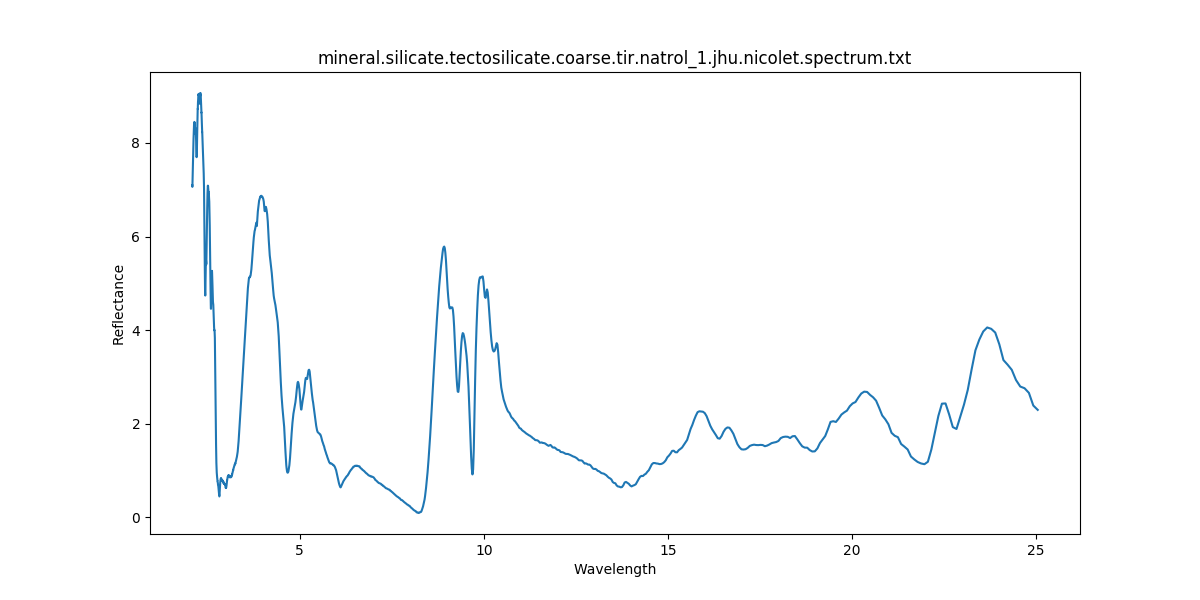 mineral.silicate.tectosilicate.coarse.tir.natrol_1.jhu.nicolet.spectrum.txt
8
6
4
2
0
Reflectance
5 10 15 20 25
Wavelength